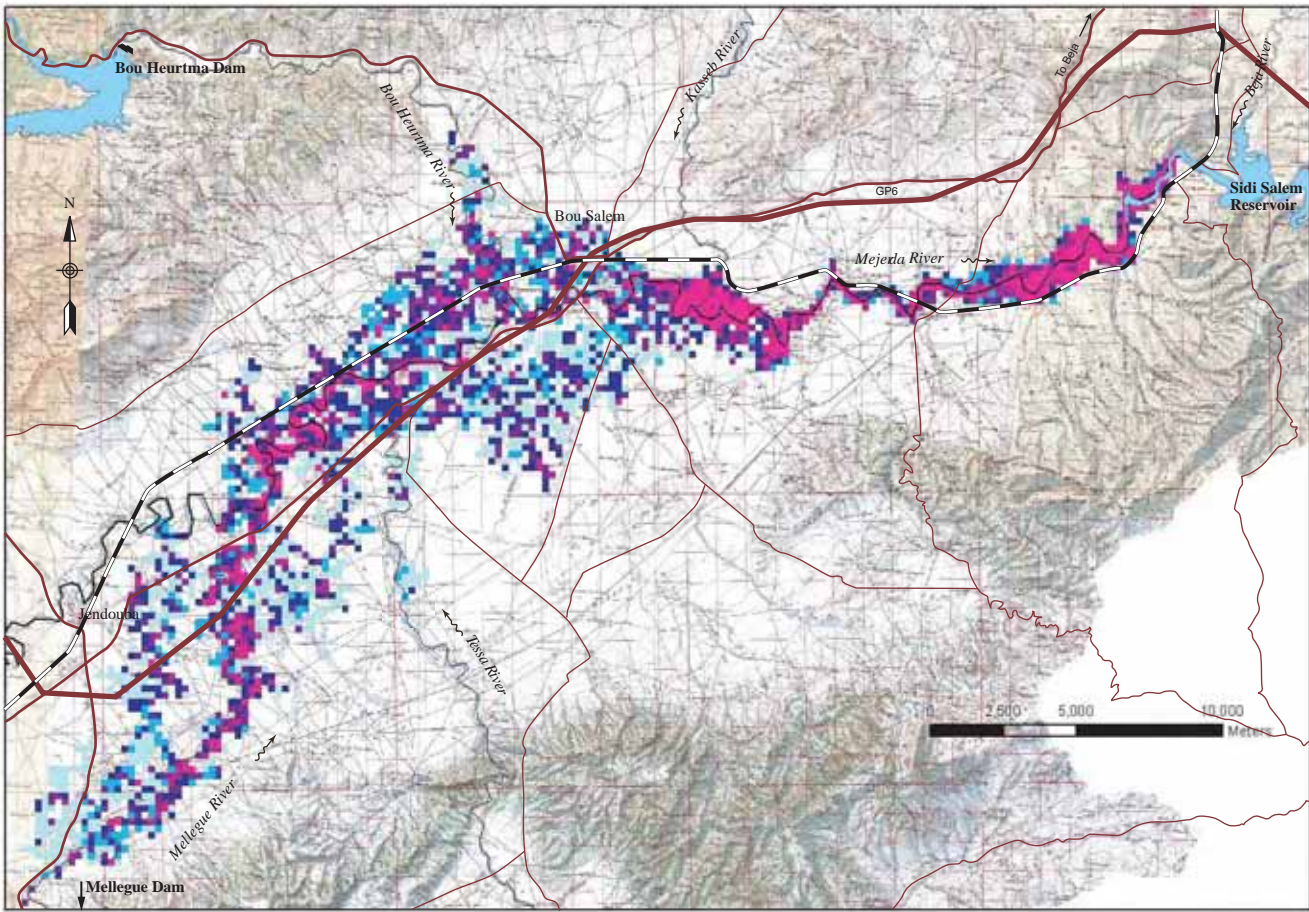 Bou Heurtma Dam
Kasseb River
To Beja
Beja River
Bou Heurtma River
N
GP6
Sidi Salem
Reservoir
Bou Salem
Mejerda River
Jendouba
Tessa River
0 2,500 5,000 10,000
Meters
Mellegue River
Mellegue Dam